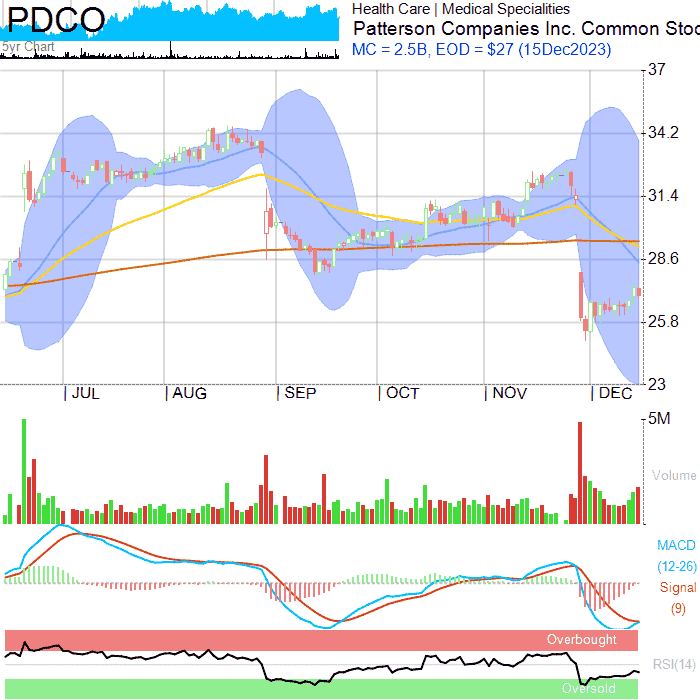 PDCO
5yr Chart
Health Care | Medical Specialities
Patterson Companies Inc. Common Stoc
MC = 2.5B, EOD = $27 (15Dec2023)
37
34.2
31.4
28.6
25.8
23
JUL
AUG
SEP
OCT
NOV
DEC
5M
Volume
MACD
(12-26)
Signal
(9)
Overbought
RSI(14)
Oversold